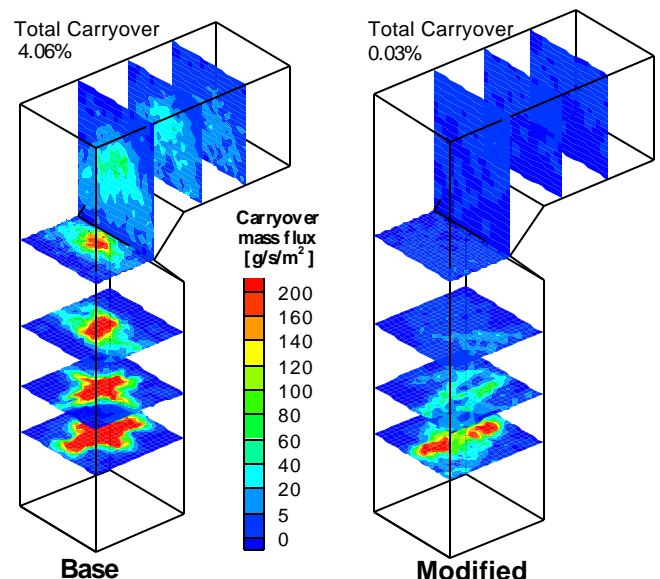 Total Carryover
4.06%
Total Carryover
0.03%
Carryover
mass flux
[g/s/m²]
200
160
140
120
100
80
60
40
20
5
0
Base
Modified